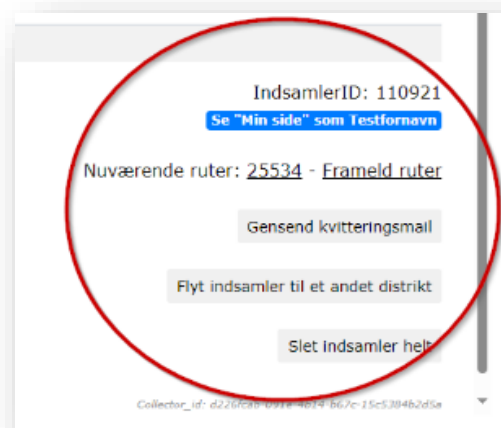 IndsamlerID: 110921
Se "Min side" som Testfornavn
Nuværende ruter: 25534 - Frameld ruter
Gensend kvitteringsmail
Flyt indsamler til et andet distrikt
Slet indsamler helt
Collector_id: